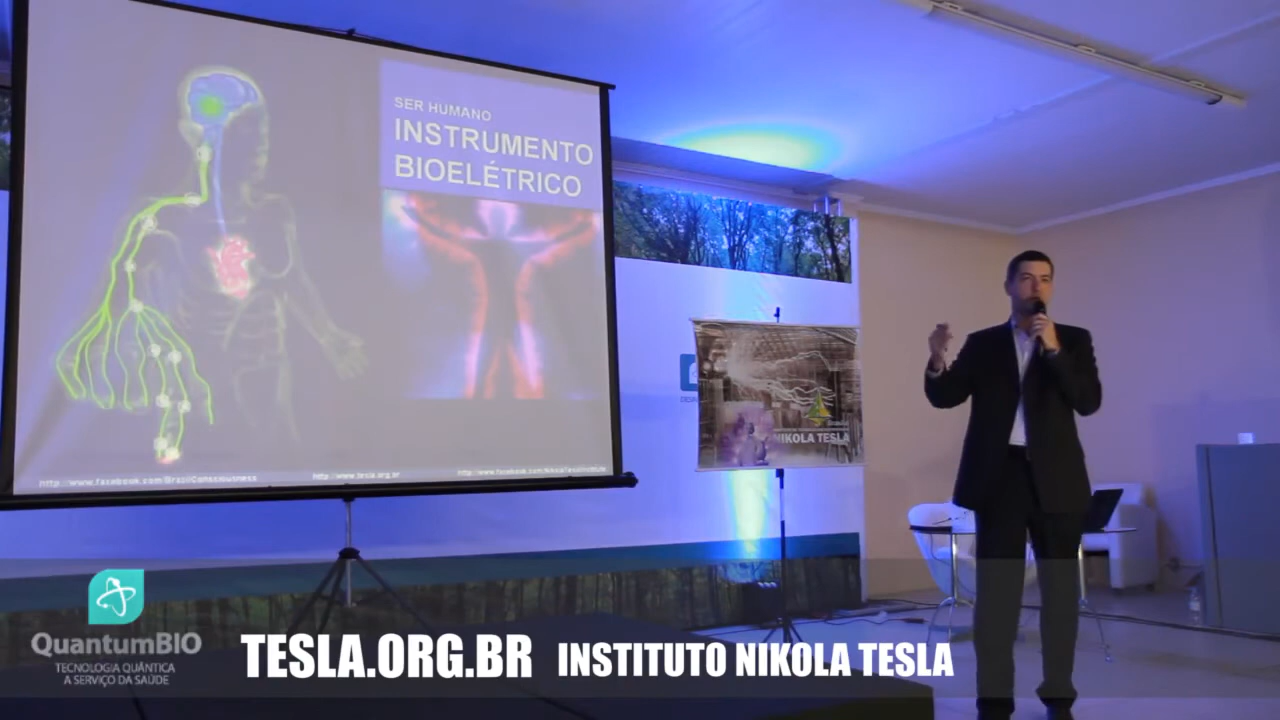 SER HUMANO
INSTRUMENTO
BIOELÉTRICO
http://www.facebook.com/BrazilConsciousness
http://www.tesla.org.br
NIKOLA TESLA
QuantumBIO
TECNOLOGIA QUÂNTICA
A SERVIÇO DA SAÚDE
TESLA.ORG.BR INSTITUTO NIKOLA TESLA